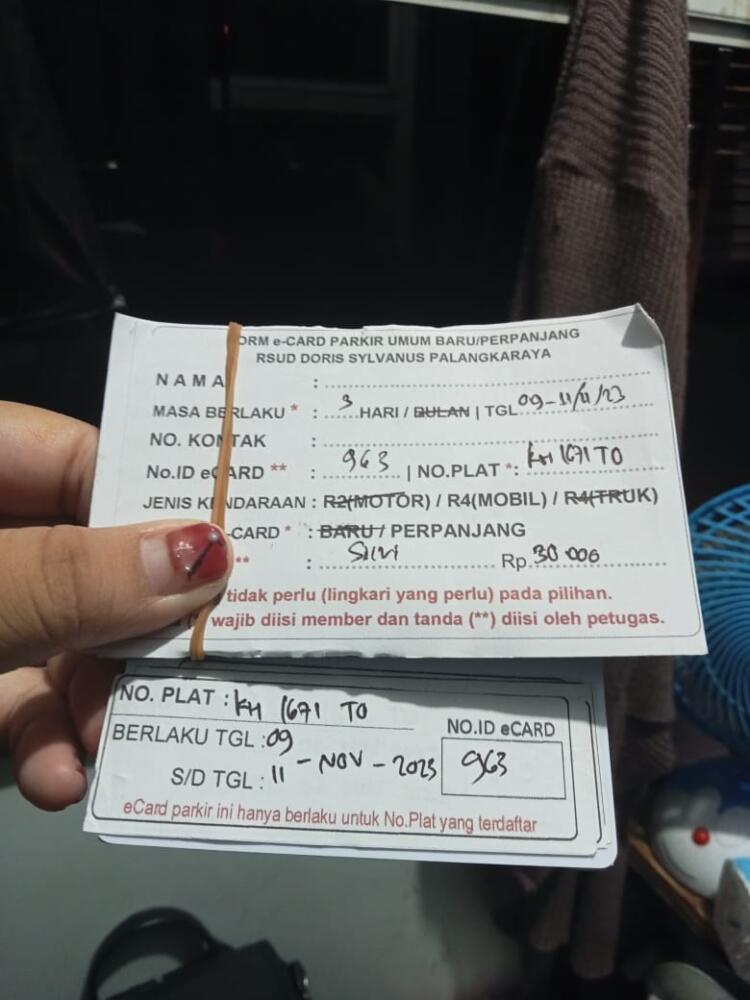 ORM e-CARD PARKIR UMUM BARU/PERPANJANG
RSUD DORIS SYLVANUS PALANGKARAYA
NAMA :
MASA BERLAKU * : 3 HARI / BULAN | TGL 09-11/11/23
NO. KONTAK :
No.ID eCARD ** : 963 | NO.PLAT *: KH 1671 TO
JENIS KENDARAAN : R2(MOTOR) / R4(MOBIL) / R4(TRUK)
-CARD * : BARU / PERPANJANG
** : Rp. 30 000
tidak perlu (lingkari yang perlu) pada pilihan.
wajib diisi member dan tanda (**) diisi oleh petugas.
NO. PLAT : KH 1671 TO
BERLAKU TGL : 09
NO.ID eCARD
S/D TGL : 11 - NOV - 2023
963
eCard parkir ini hanya berlaku untuk No.Plat yang terdaftar